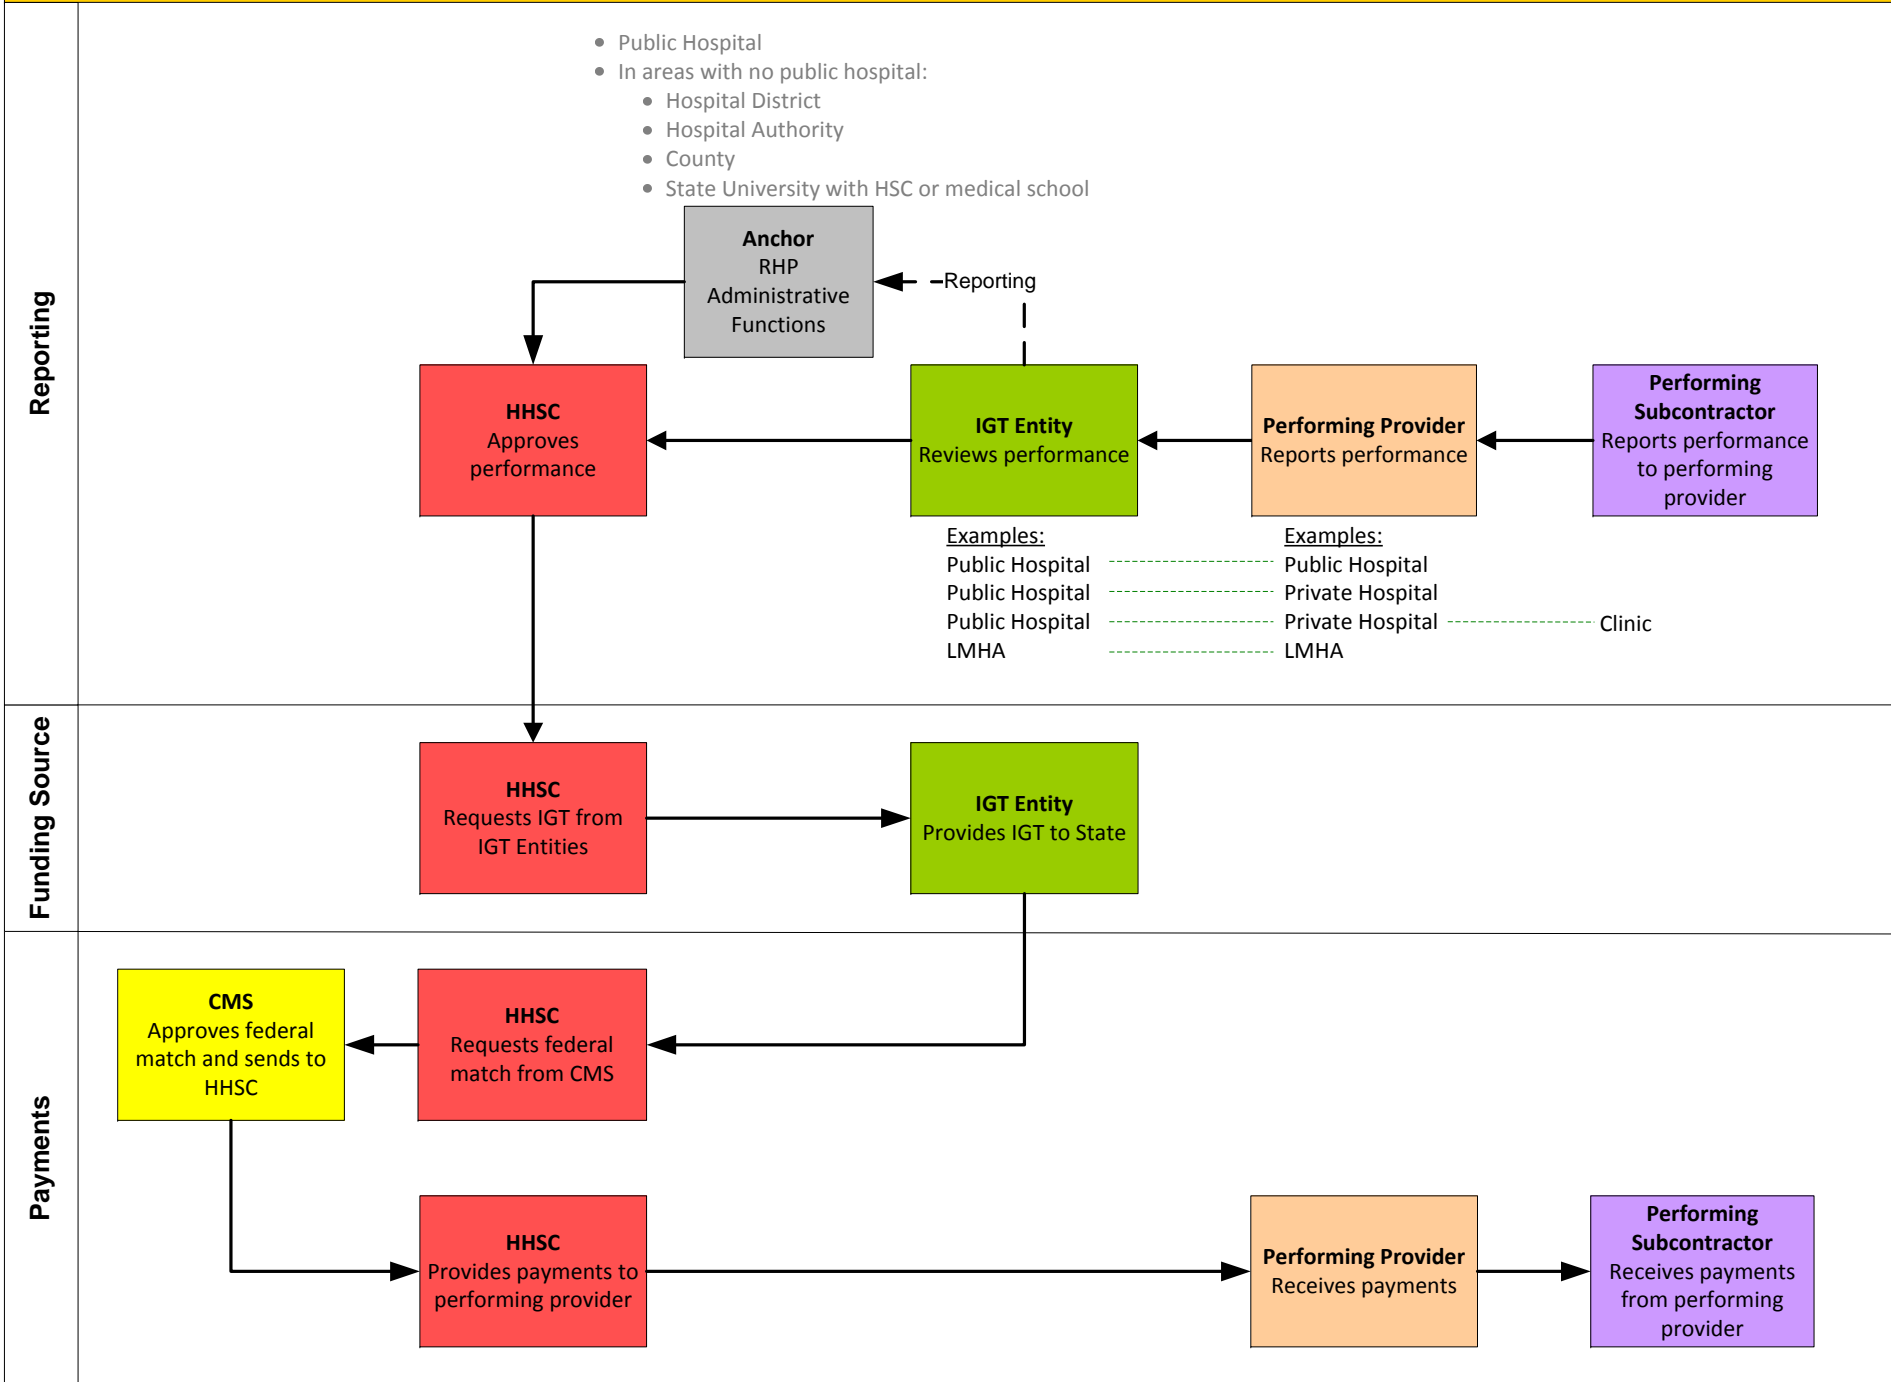 Public Hospital
In areas with no public hospital:
Hospital District
Hospital Authority
County
State University with HSC or medical school
Reporting
Anchor
RHP
Administrative
Functions
Reporting
HHSC
Approves
performance
IGT Entity
Reviews performance
Performing Provider
Reports performance
Performing
Subcontractor
Reports performance
to performing
provider
Examples:
Public Hospital
Public Hospital
Public Hospital
LMHA
Examples:
Public Hospital
Private Hospital
Private Hospital
LMHA
Clinic
Funding Source
HHSC
Requests IGT from
IGT Entities
IGT Entity
Provides IGT to State
Payments
CMS
Approves federal
match and sends to
HHSC
HHSC
Requests federal
match from CMS
HHSC
Provides payments to
performing provider
Performing Provider
Receives payments
Performing
Subcontractor
Receives payments
from performing
provider